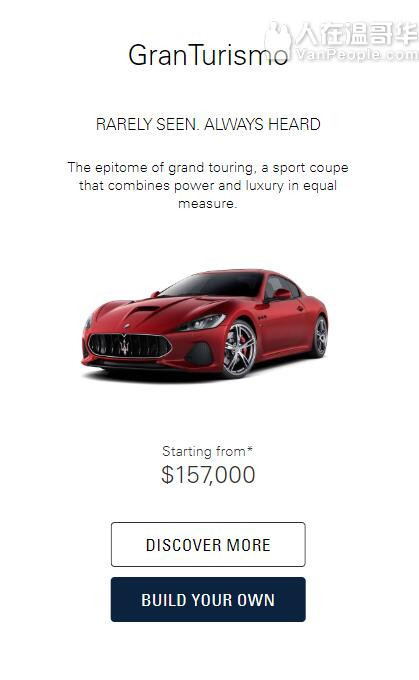 人在温哥华
VanPeople.com
GranTurismo
RARELY SEEN. ALWAYS HEARD
The epitome of grand touring, a sport coupe
that combines power and luxury in equal
measure.
Starting from*
$157,000
DISCOVER MORE
BUILD YOUR OWN